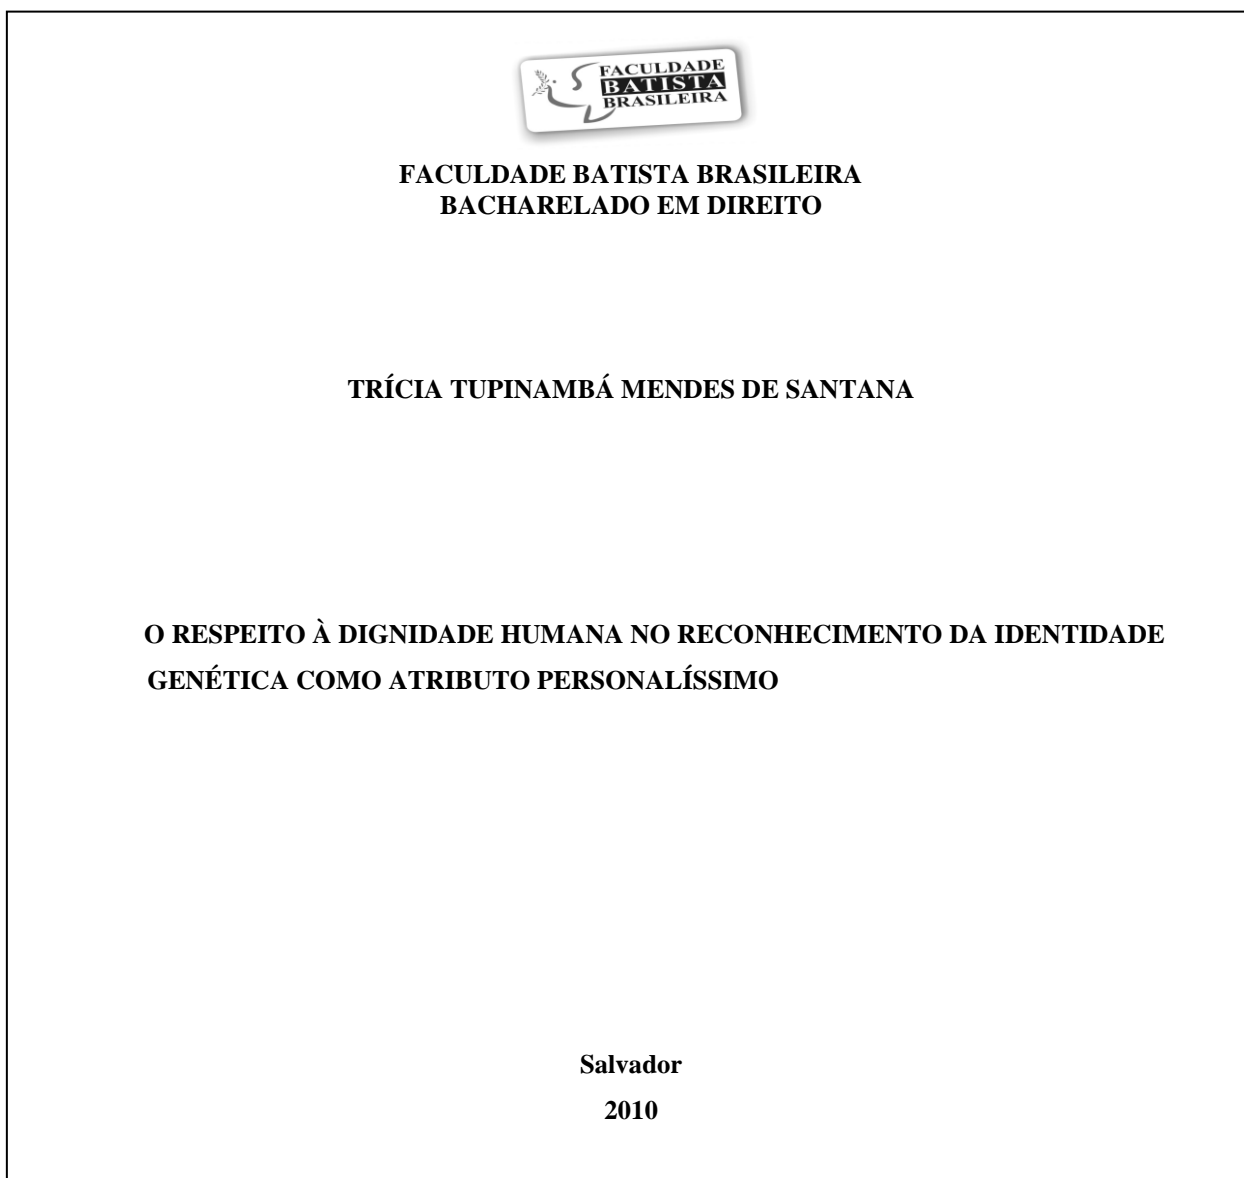 FACULDADE
BATISTA
BRASILEIRA
FACULDADE BATISTA BRASILEIRA
BACHARELADO EM DIREITO
TRÍCIA TUPINAMBÁ MENDES DE SANTANA
O RESPEITO À DIGNIDADE HUMANA NO RECONHECIMENTO DA IDENTIDADE
GENÉTICA COMO ATRIBUTO PERSONALÍSSIMO
Salvador
2010